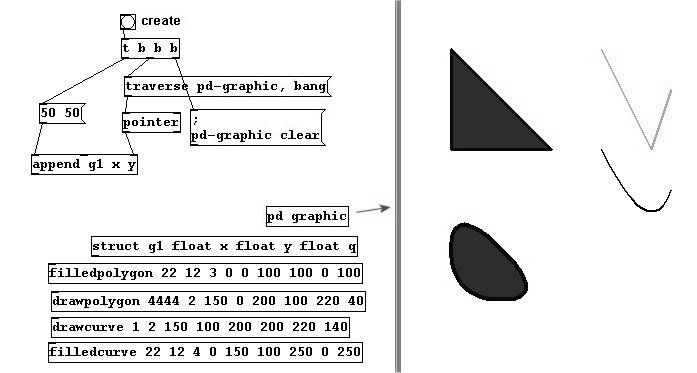 create
t b b b
traverse pd-graphic, bang
50 50
pointer
;
pd-graphic clear
append g1 x y
pd graphic
struct g1 float x float y float q
filledpolygon 22 12 3 0 0 100 100 0 100
drawpolygon 4444 2 150 0 200 100 220 40
drawcurve 1 2 150 100 200 200 220 140
filledcurve 22 12 4 0 150 100 250 0 250